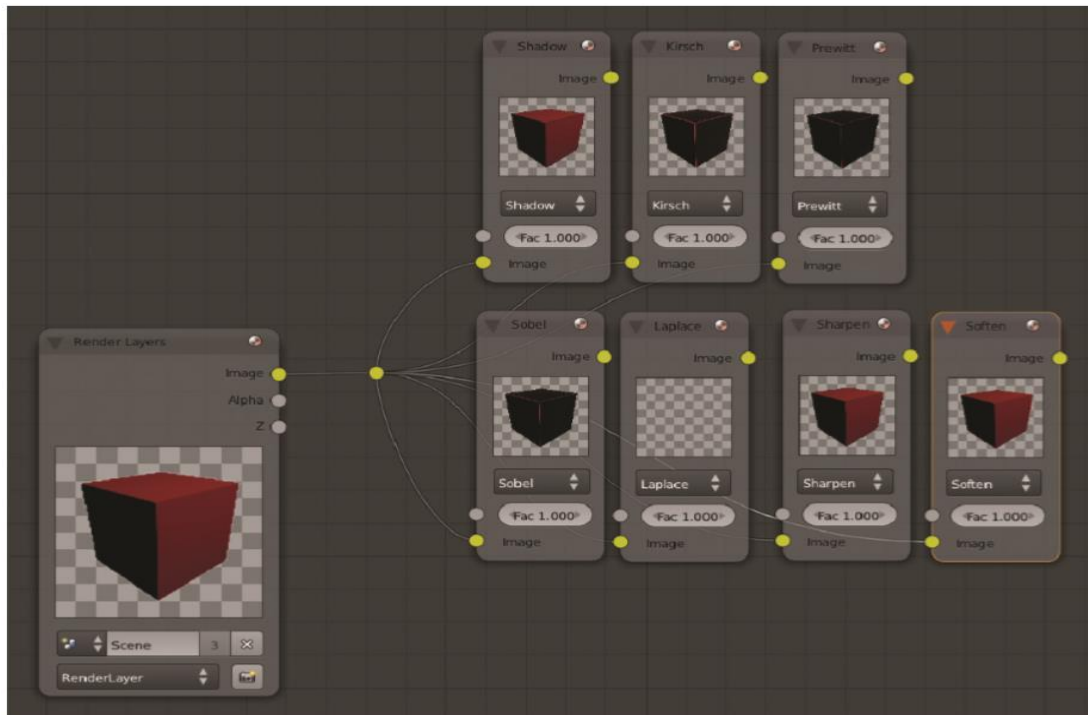 Shadow
Image
Shadow
Fac 1.000
Image
Kirsch
Image
Kirsch
Fac 1.000
Image
Prewitt
Image
Prewitt
Fac 1.000
Image
Render Layers
Image
Alpha
Z
Scene
3
RenderLayer
Sobel
Image
Sobel
Fac 1.000
Image
Laplace
Image
Laplace
Fac 1.000
Image
Sharpen
Image
Sharpen
Fac 1.000
Image
Soften
Image
Soften
Fac 1.000
Image